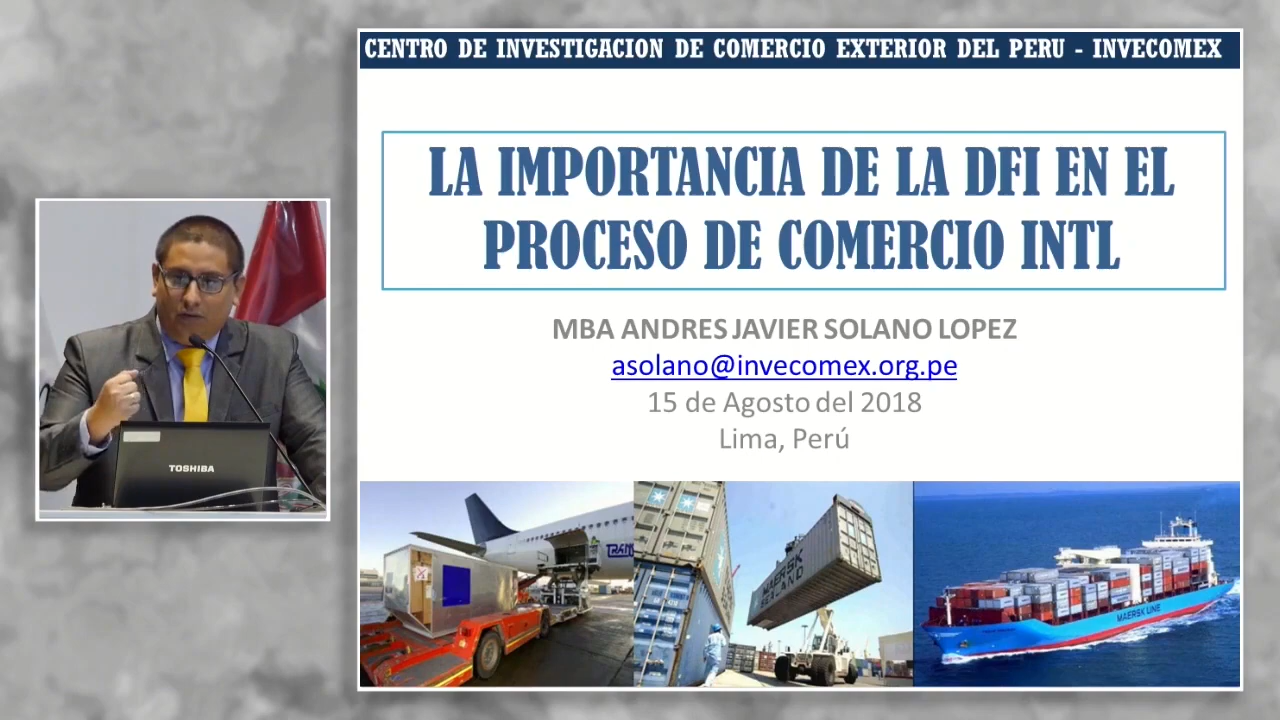 CENTRO DE INVESTIGACION DE COMERCIO EXTERIOR DEL PERU - INVECOMEX
LA IMPORTANCIA DE LA DFI EN EL
PROCESO DE COMERCIO INTL
MBA ANDRES JAVIER SOLANO LOPEZ
asolano@invecomex.org.pe
15 de Agosto del 2018
Lima, Perú
TOSHIBA
TRAN
MAERSK
SEALAND
MAERSK LINE